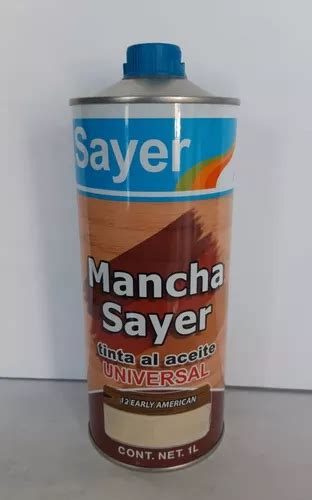 Sayer
Mancha
Sayer
tinta al aceite
UNIVERSAL
12 EARLY AMERICAN
CONT. NET. 1L